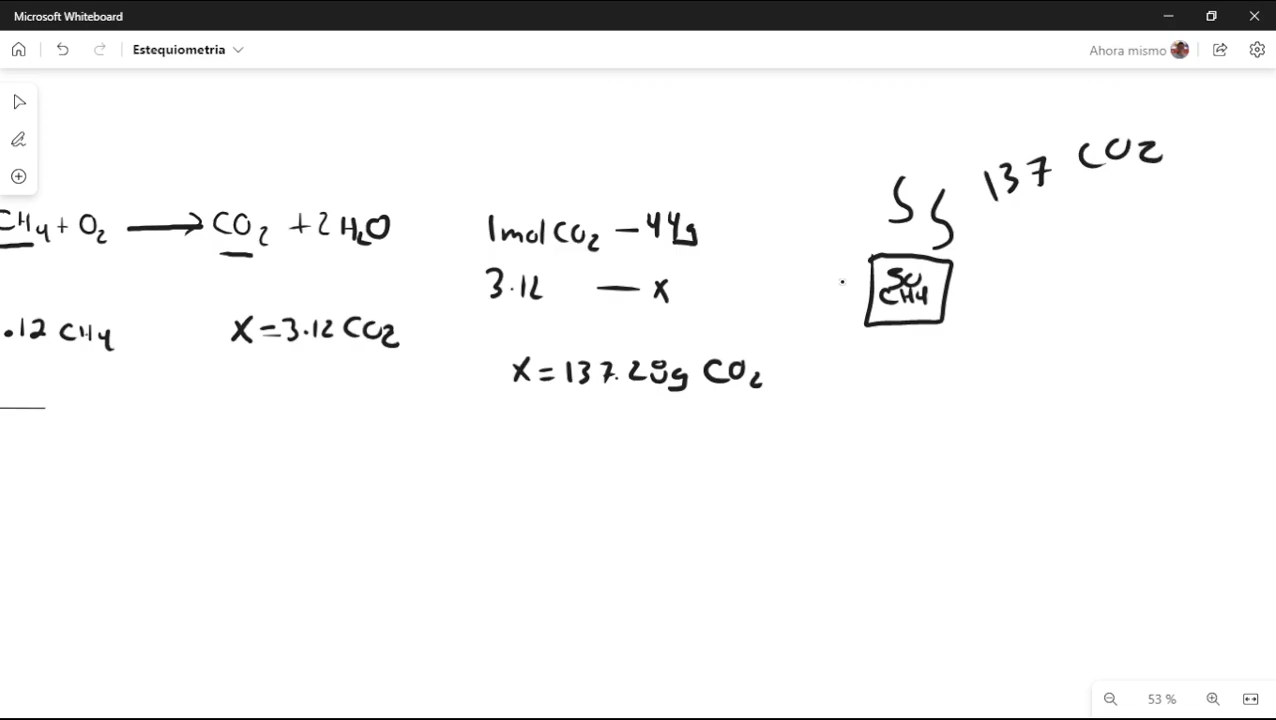 Microsoft Whiteboard
Estequiometria
Ahora mismo
CH4 + O2 → CO2 + 2 H2O
.12 CH4
X = 3.12 CO2
1mol CO2 – 44g
3.12 — x
X = 137.28g CO2
137 CO2
50
CH4
53 %